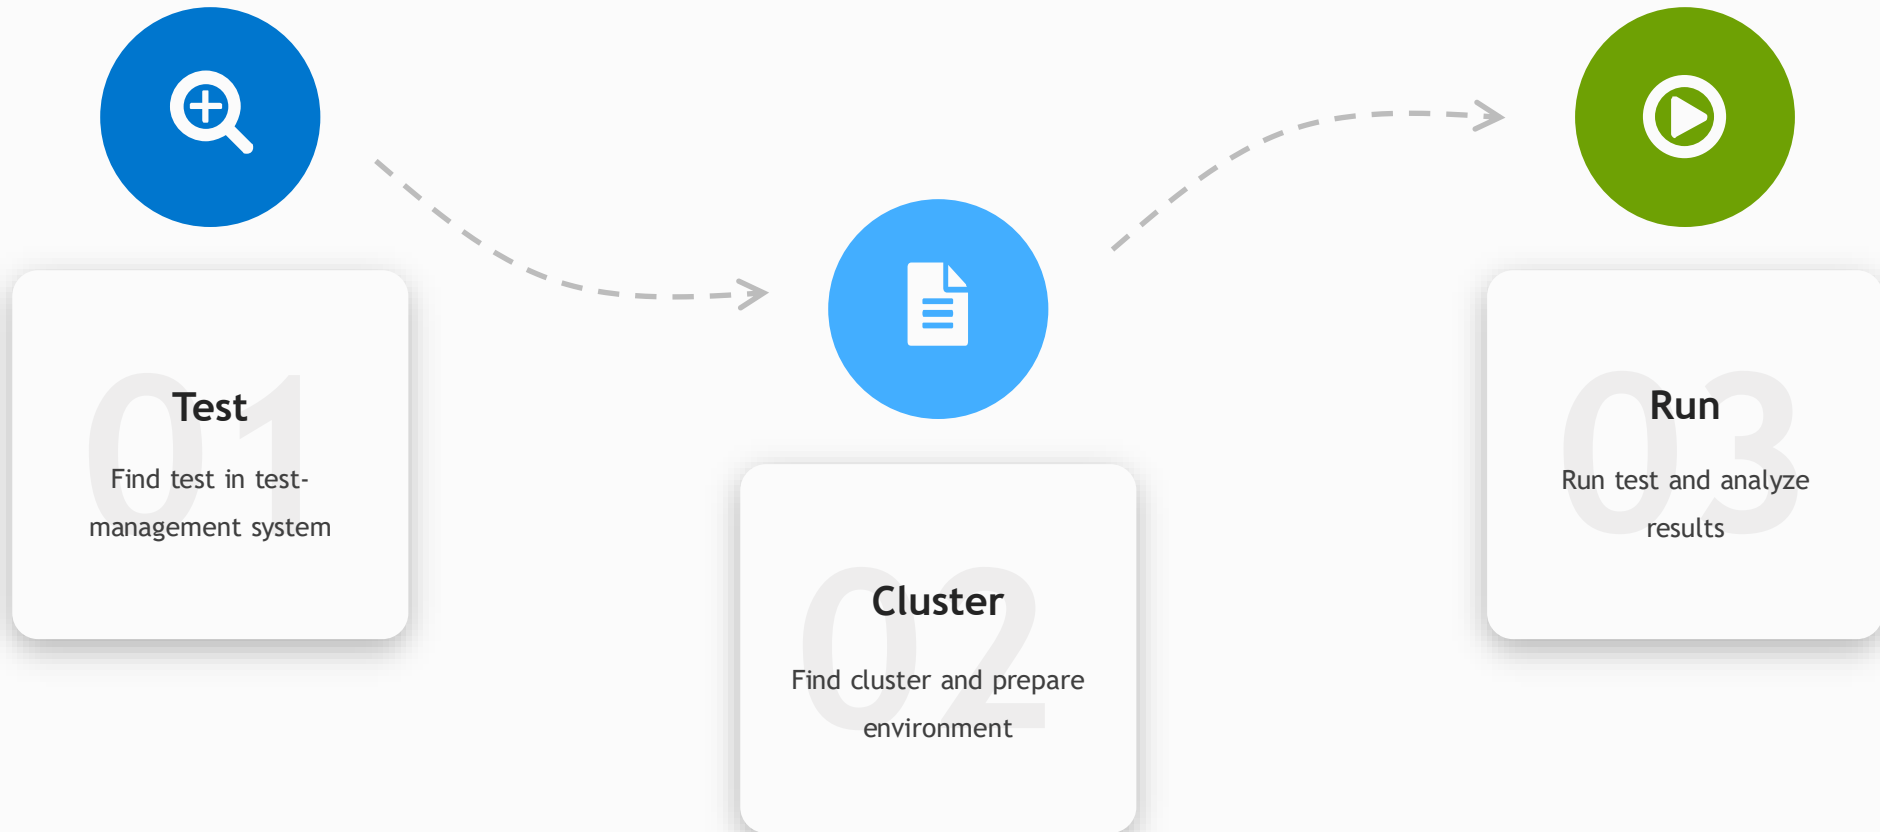 01
Test
Find test in test-
management system
02
Cluster
Find cluster and prepare
environment
03
Run
Run test and analyze
results